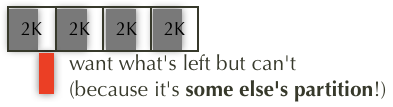 2K 2K 2K 2K
want what's left but can't
(because it's some else's partition!)